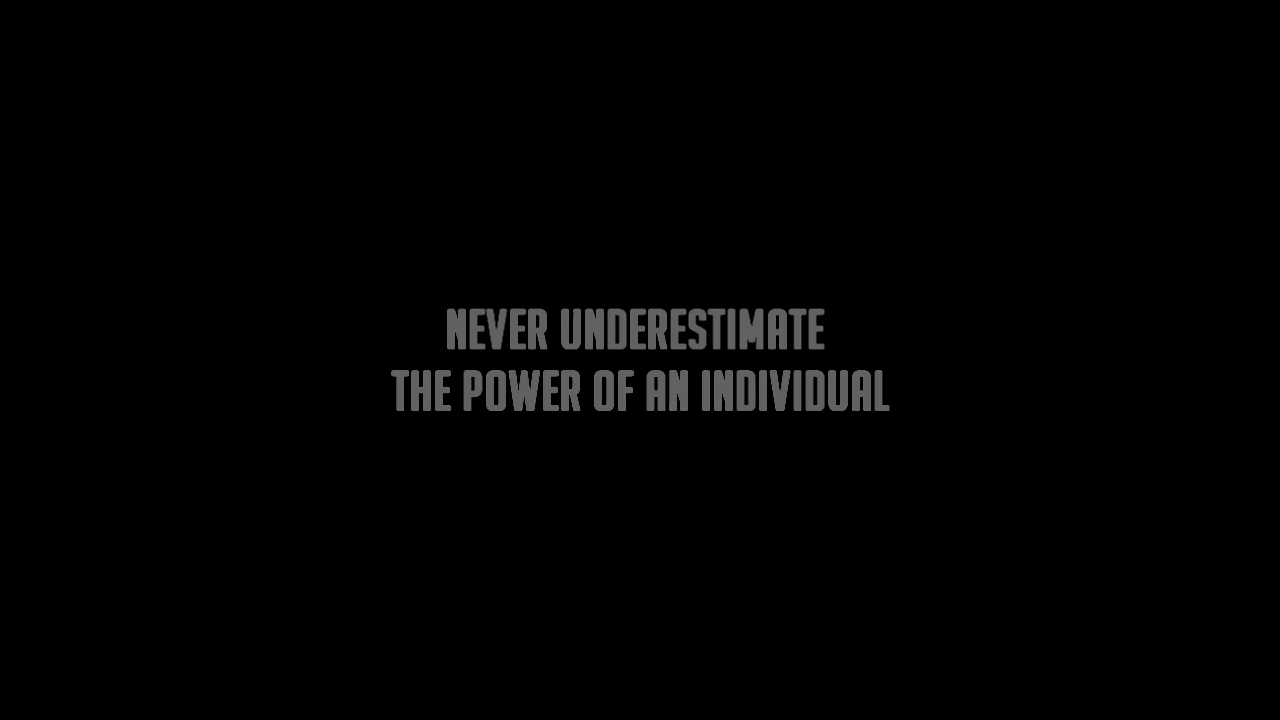 NEVER UNDERESTIMATE
THE POWER OF AN INDIVIDUAL